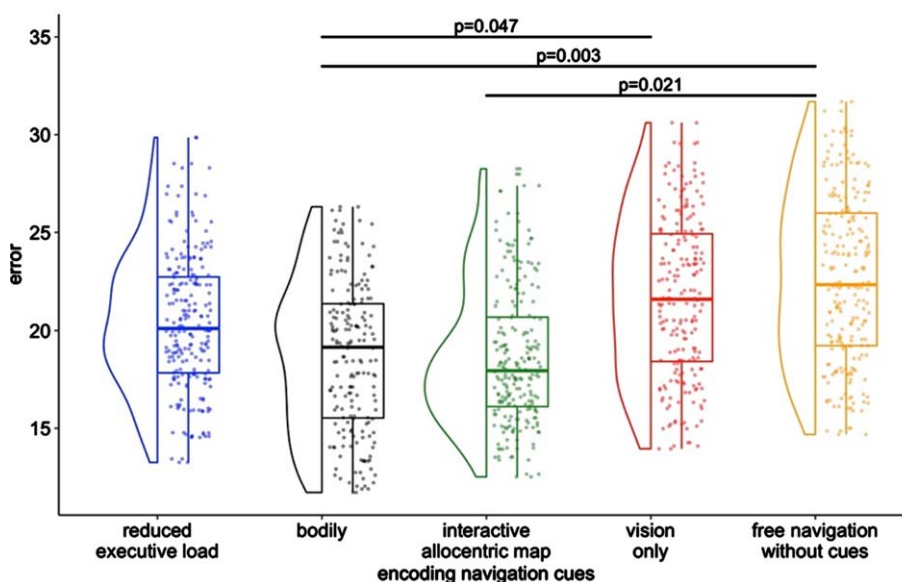 35
p=0.047
p=0.003
p=0.021
30
25
error
20
15
reduced
executive load
bodily
interactive
allocentric map
encoding navigation cues
vision
only
free navigation
without cues